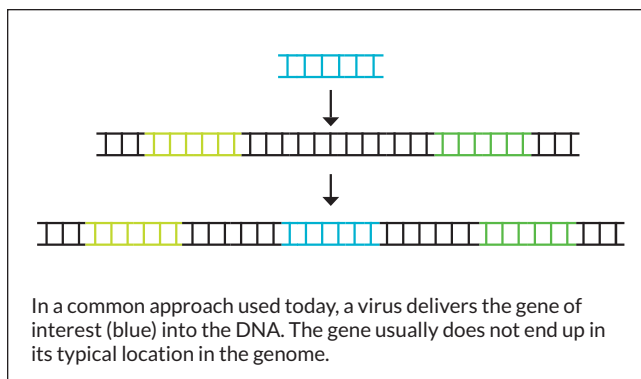 In a common approach used today, a virus delivers the gene of
interest (blue) into the DNA. The gene usually does not end up in
its typical location in the genome.